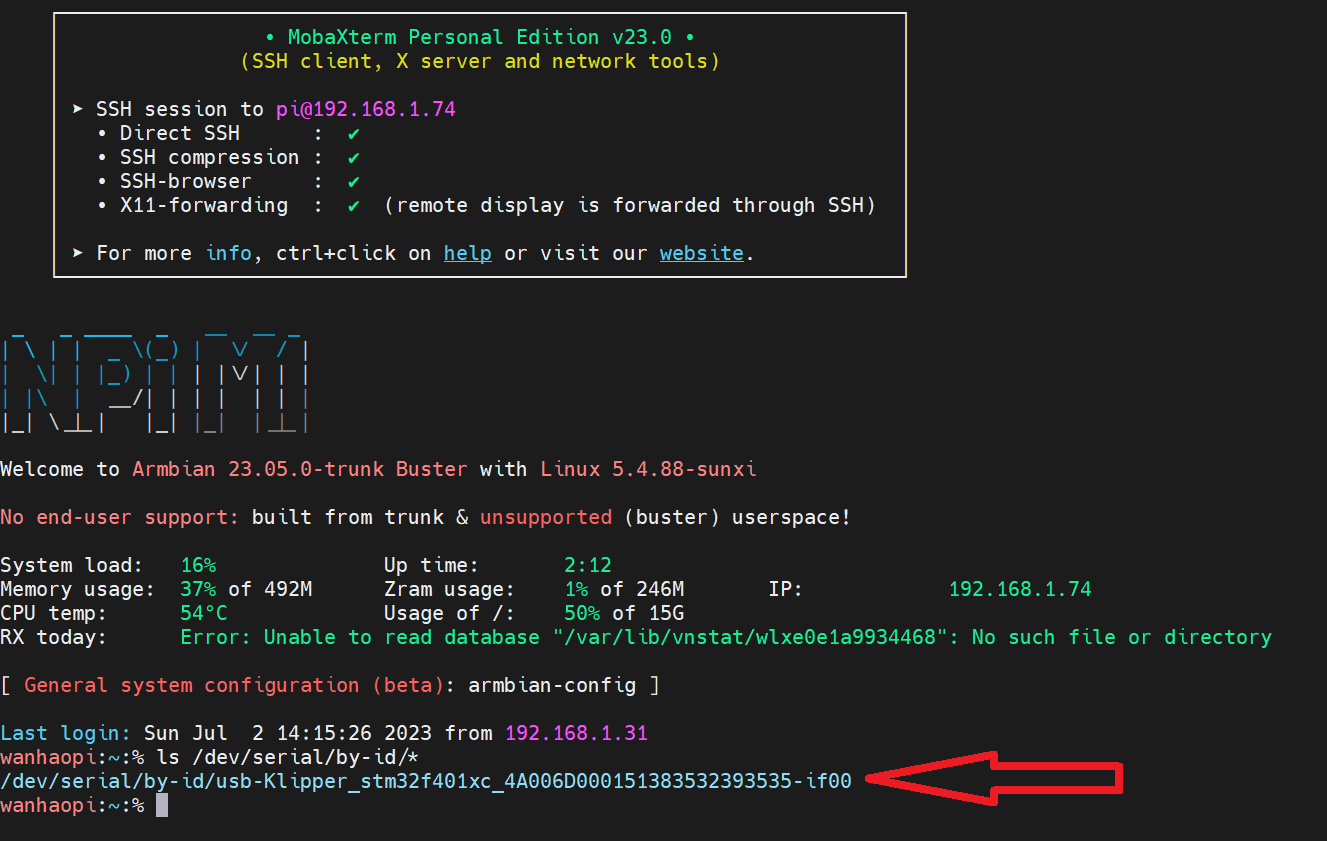 • MobaXterm Personal Edition v23.0 •
(SSH client, X server and network tools)
➤ SSH session to pi@192.168.1.74
• Direct SSH : ✔
• SSH compression : ✔
• SSH-browser : ✔
• X11-forwarding : ✔ (remote display is forwarded through SSH)
➤ For more info, ctrl+click on help or visit our website.
NPi M
Welcome to Armbian 23.05.0-trunk Buster with Linux 5.4.88-sunxi
No end-user support: built from trunk & unsupported (buster) userspace!
System load: 16% Up time: 2:12
Memory usage: 37% of 492M Zram usage: 1% of 246M IP: 192.168.1.74
CPU temp: 54°C Usage of /: 50% of 15G
RX today: Error: Unable to read database "/var/lib/vnstat/wlxe0e1a9934468": No such file or directory
[ General system configuration (beta): armbian-config ]
Last login: Sun Jul 2 14:15:26 2023 from 192.168.1.31
wanhaopi:~:% ls /dev/serial/by-id/*
/dev/serial/by-id/usb-Klipper_stm32f401xc_4A006D000151383532393535-if00
wanhaopi:~:%